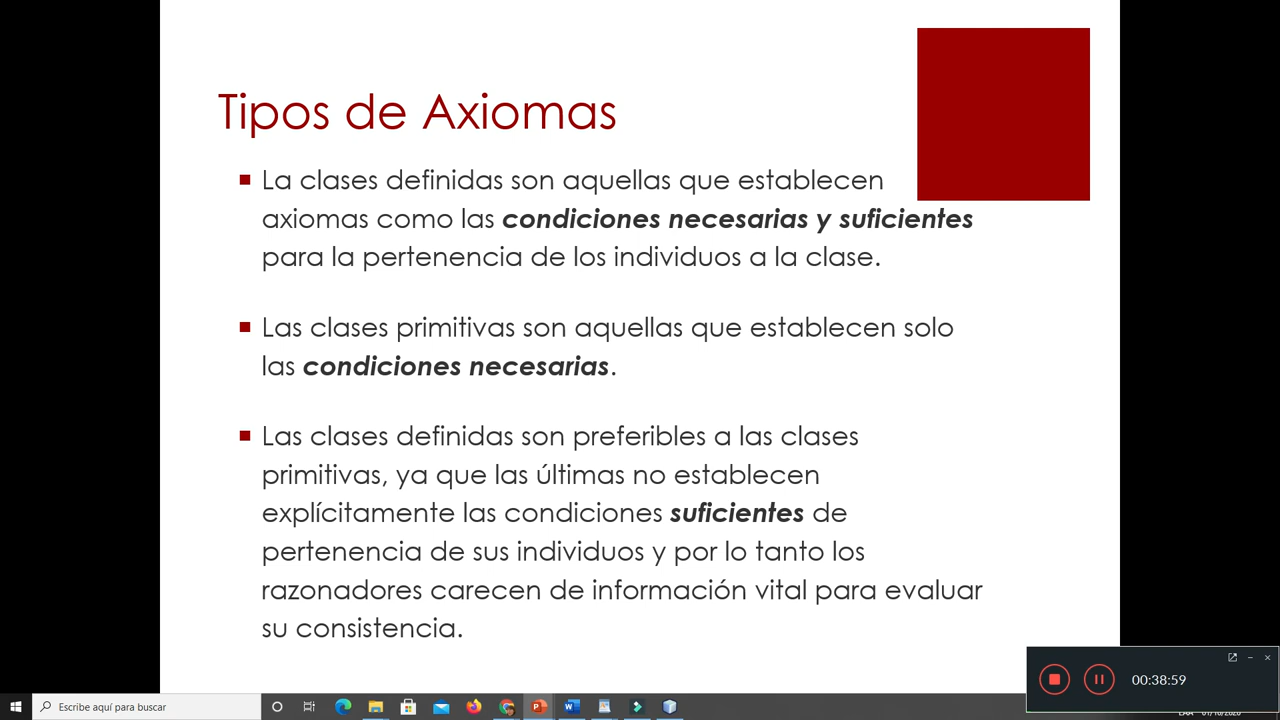 Tipos de Axiomas
La clases definidas son aquellas que establecen
axiomas como las condiciones necesarias y suficientes
para la pertenencia de los individuos a la clase.
Las clases primitivas son aquellas que establecen solo
las condiciones necesarias.
Las clases definidas son preferibles a las clases
primitivas, ya que las últimas no establecen
explícitamente las condiciones suficientes de
pertenencia de sus individuos y por lo tanto los
razonadores carecen de información vital para evaluar
su consistencia.
00:38:59
Escribe aquí para buscar